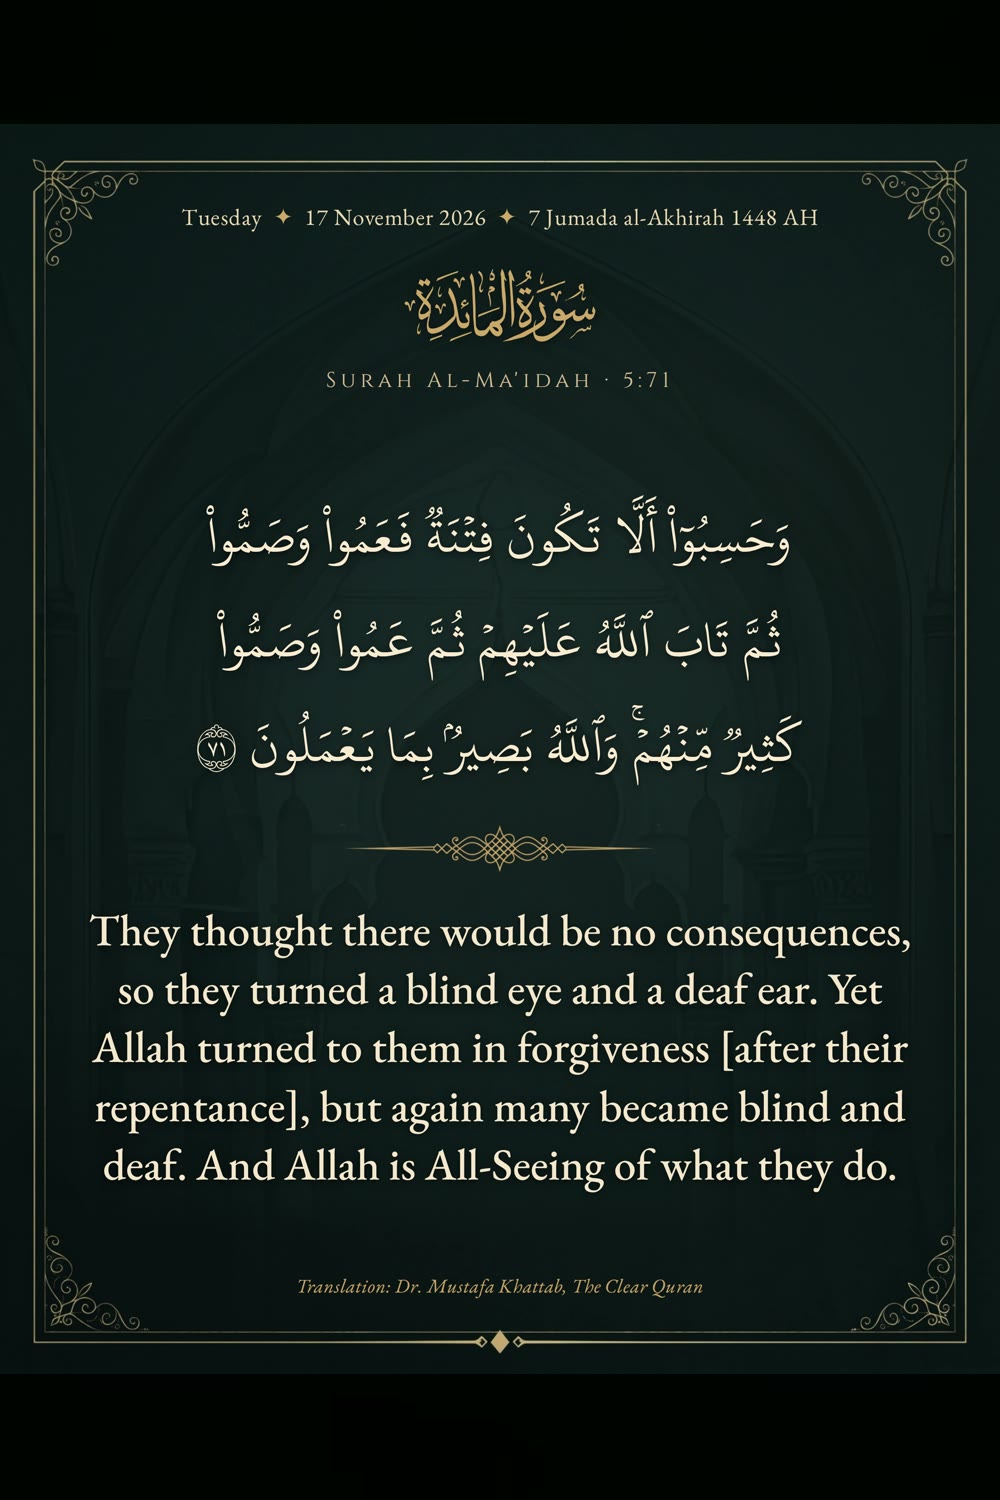 Tuesday ✦ 17 November 2026 ✦ 7 Jumada al-Akhirah 1448 AH
سُورَةُ الْمَائِدَةِ
SURAH AL-MA'IDAH · 5:71
وَحَسِبُوٓا۟ أَلَّا تَكُونَ فِتْنَةٌ فَعَمُوا۟ وَصَمُّوا۟
ثُمَّ تَابَ ٱللَّهُ عَلَيْهِمْ ثُمَّ عَمُوا۟ وَصَمُّوا۟
كَثِيرٌ مِّنْهُمْ ۚ وَٱللَّهُ بَصِيرٌۢ بِمَا يَعْمَلُونَ ٧١
They thought there would be no consequences,
so they turned a blind eye and a deaf ear. Yet
Allah turned to them in forgiveness [after their
repentance], but again many became blind and
deaf. And Allah is All-Seeing of what they do.
Translation: Dr. Mustafa Khattab, The Clear Quran